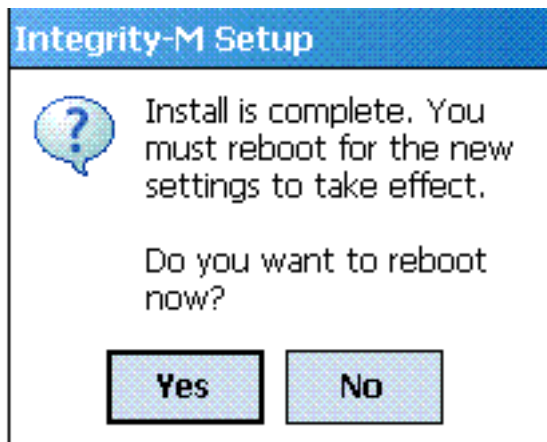 Integrity-M Setup
Install is complete. You
must reboot for the new
settings to take effect.
Do you want to reboot
now?
Yes
No